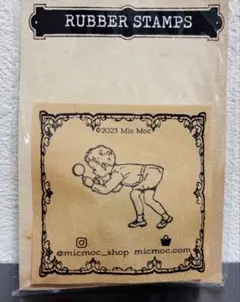 RUBBER STAMPS
©2023 Mic Moc
@micmoc_shop micmoc.com